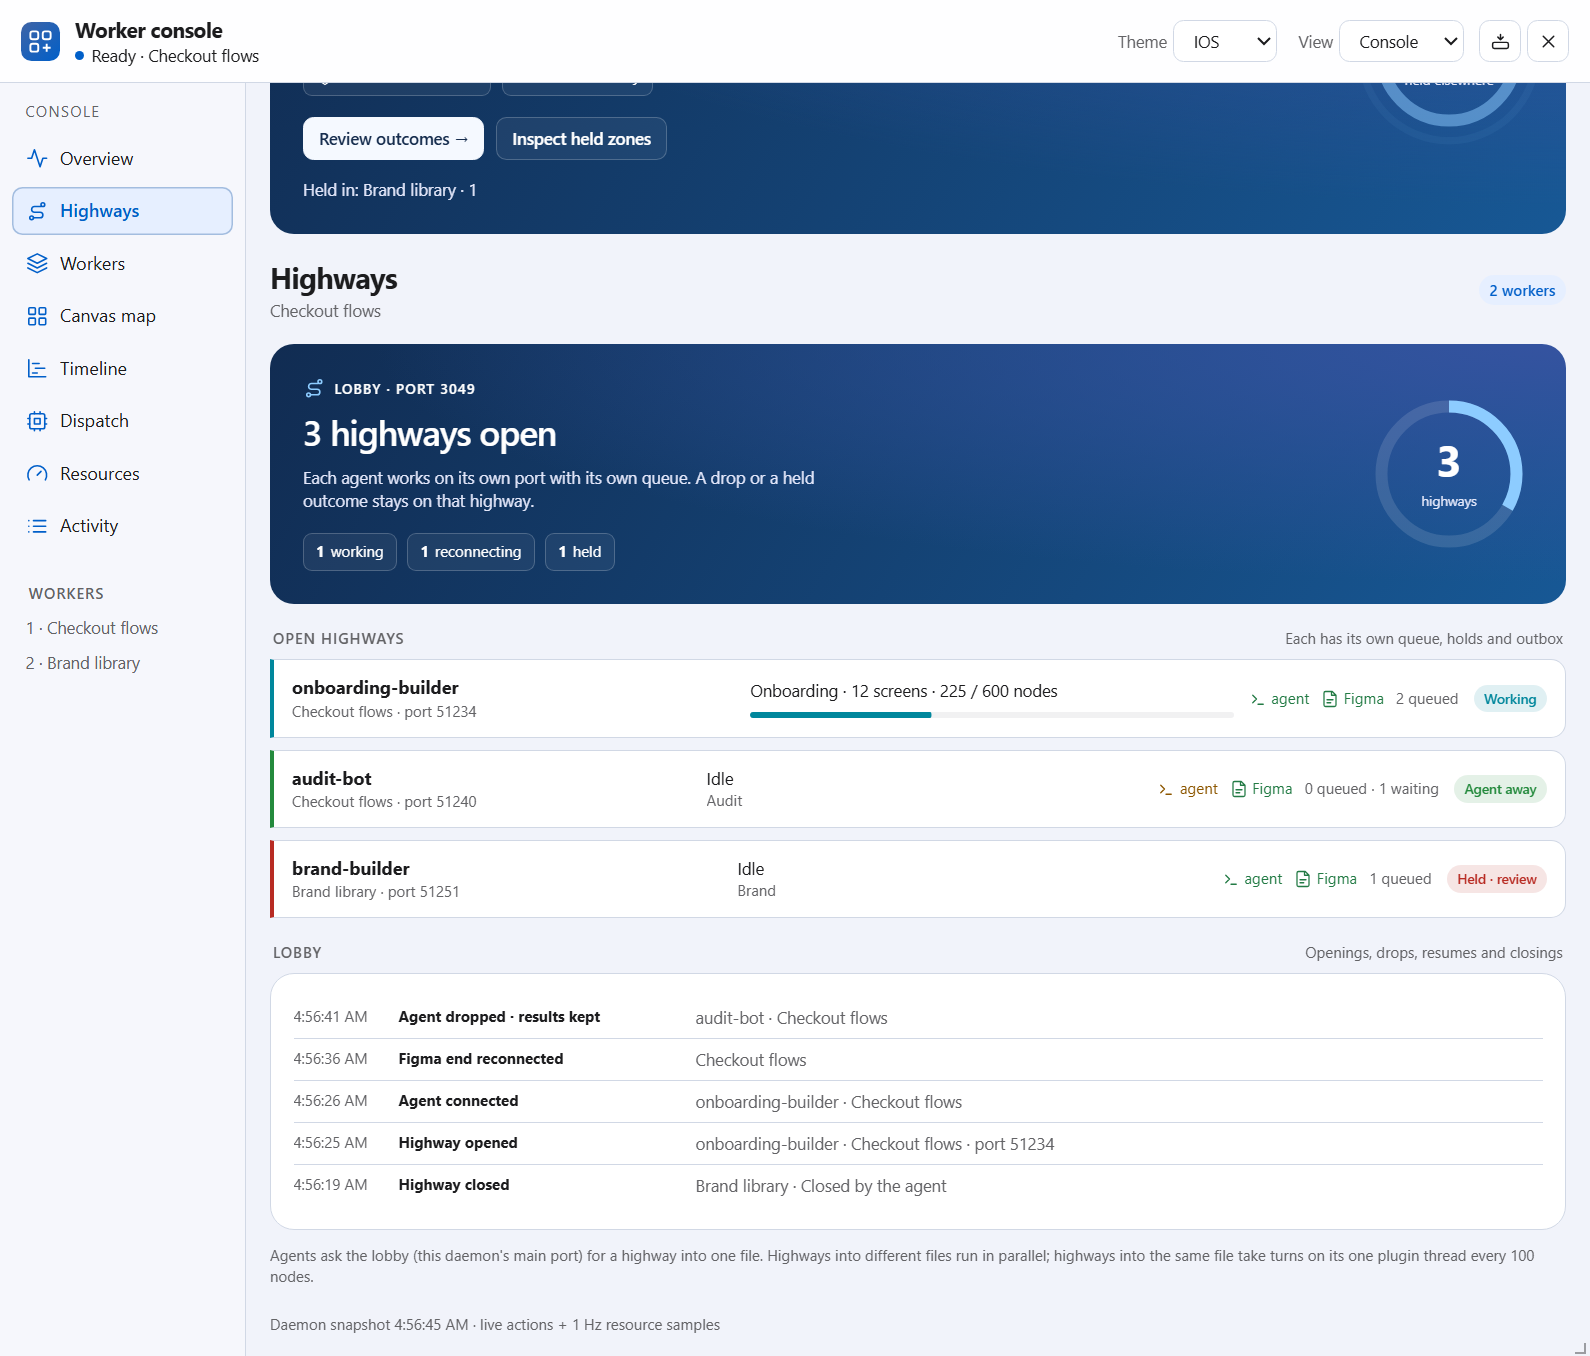 Worker console
Ready · Checkout flows
Theme
IOS
View
Console
CONSOLE
Overview
Highways
Workers
Canvas map
Timeline
Dispatch
Resources
Activity
WORKERS
1 · Checkout flows
2 · Brand library
Review outcomes →
Inspect held zones
Held in: Brand library · 1
Highways
Checkout flows
2 workers
LOBBY · PORT 3049
3 highways open
Each agent works on its own port with its own queue. A drop or a held
outcome stays on that highway.
1 working
1 reconnecting
1 held
3
highways
OPEN HIGHWAYS
Each has its own queue, holds and outbox
onboarding-builder
Checkout flows · port 51234
Onboarding · 12 screens · 225 / 600 nodes
agent
Figma
2 queued
Working
audit-bot
Checkout flows · port 51240
Idle
Audit
agent
Figma
0 queued · 1 waiting
Agent away
brand-builder
Brand library · port 51251
Idle
Brand
agent
Figma
1 queued
Held · review
LOBBY
Openings, drops, resumes and closings
4:56:41 AM Agent dropped · results kept audit-bot · Checkout flows
4:56:36 AM Figma end reconnected Checkout flows
4:56:26 AM Agent connected onboarding-builder · Checkout flows
4:56:25 AM Highway opened onboarding-builder · Checkout flows · port 51234
4:56:19 AM Highway closed Brand library · Closed by the agent
Agents ask the lobby (this daemon's main port) for a highway into one file. Highways into different files run in parallel; highways into the same file take turns on its one plugin thread every 100
nodes.
Daemon snapshot 4:56:45 AM · live actions + 1 Hz resource samples